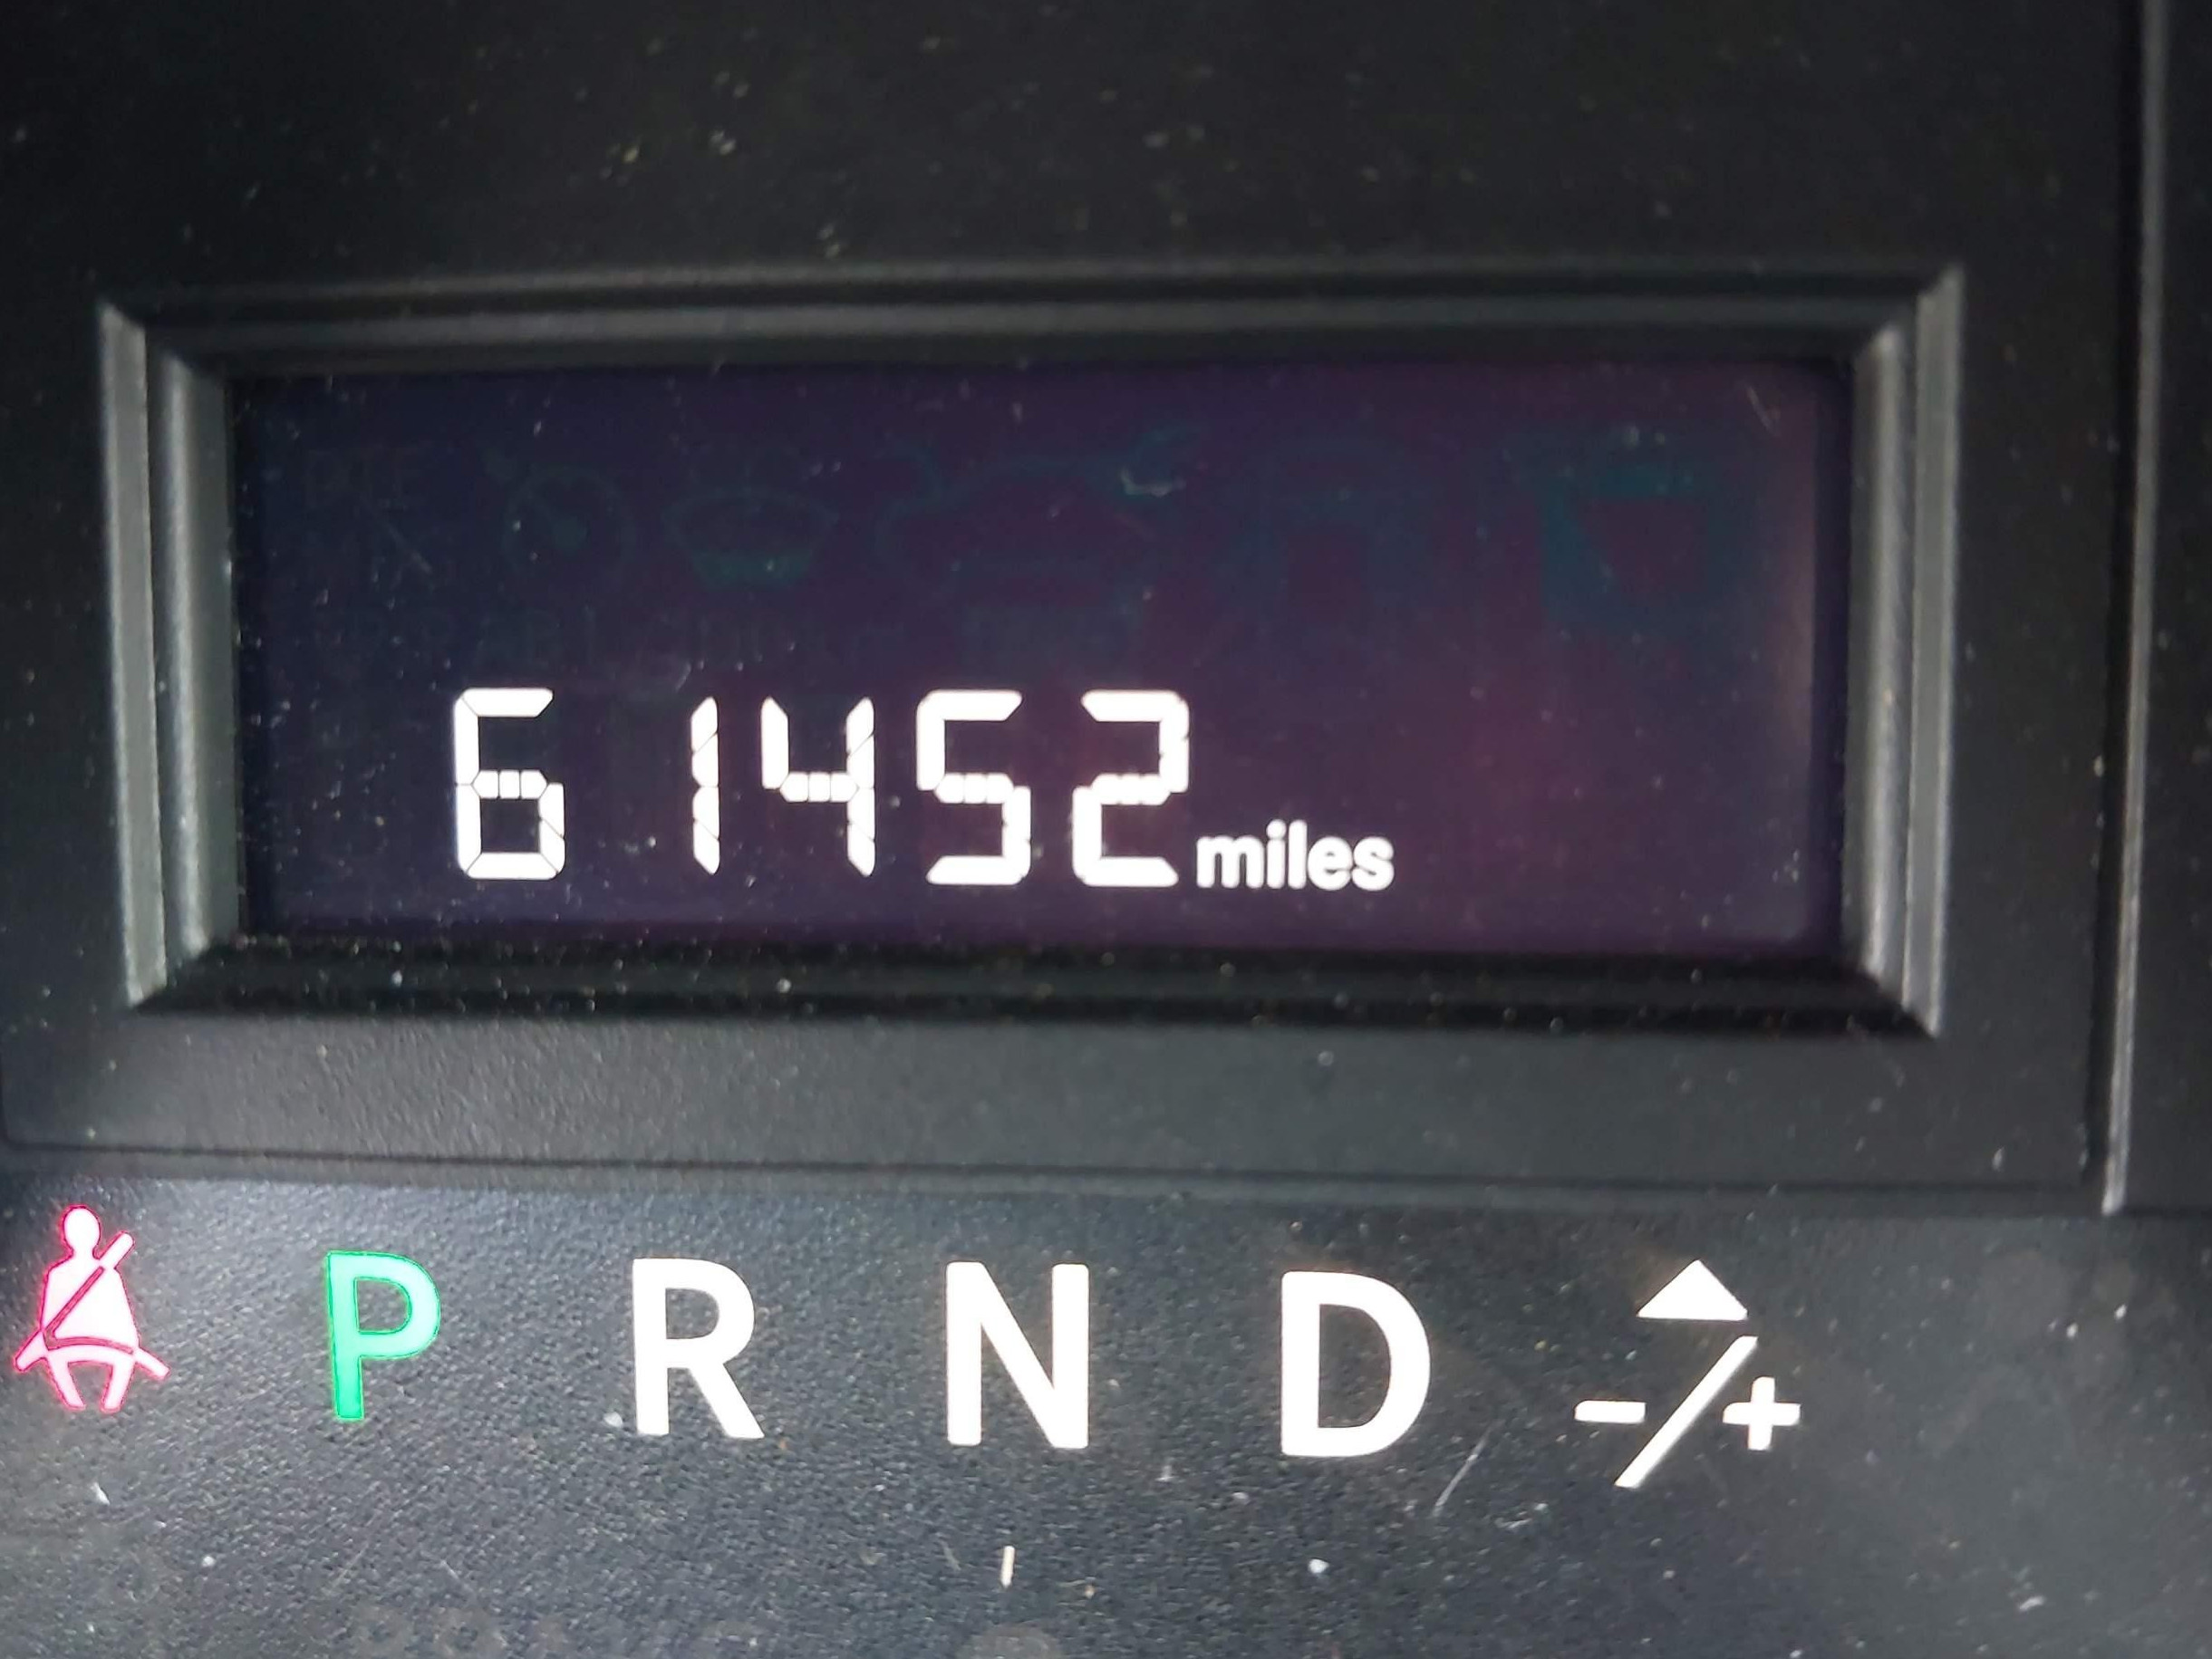 61452 miles
P R N D -/+